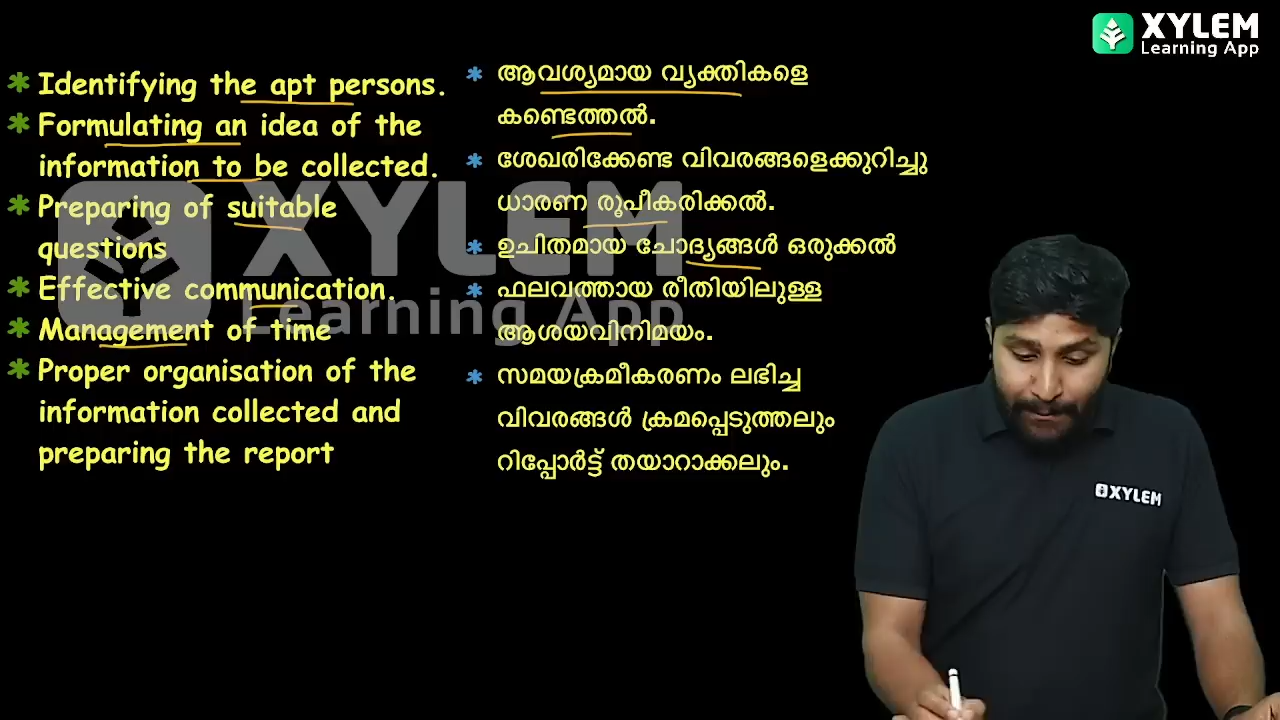 XYLEM
Learning App
* Identifying the apt persons.
* Formulating an idea of the
information to be collected.
* Preparing of suitable
questions
* Effective communication.
* Management of time
* Proper organisation of the
information collected and
preparing the report
* ആവശ്യമായ വ്യക്തികളെ
കണ്ടെത്തൽ.
* ശേഖരിക്കേണ്ട വിവരങ്ങളെക്കുറിച്ചു
ധാരണ രൂപീകരിക്കൽ.
* ഉചിതമായ ചോദ്യങ്ങൾ ഒരുക്കൽ
* ഫലവത്തായ രീതിയിലുള്ള
ആശയവിനിമയം.
* സമയക്രമീകരണം ലഭിച്ച
വിവരങ്ങൾ ക്രമപ്പെടുത്തലും
റിപ്പോർട്ട് തയാറാക്കലും.
XYLEM
Learning App
XYLEM